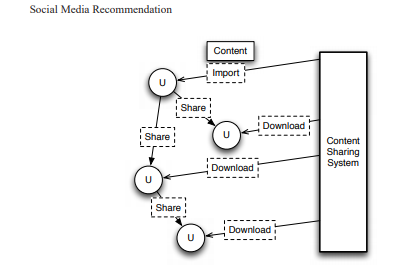 Social Media Recommendation
Content
Import
U
Share
Download
U
Share
Content
Sharing
System
Download
U
Share
Download
U